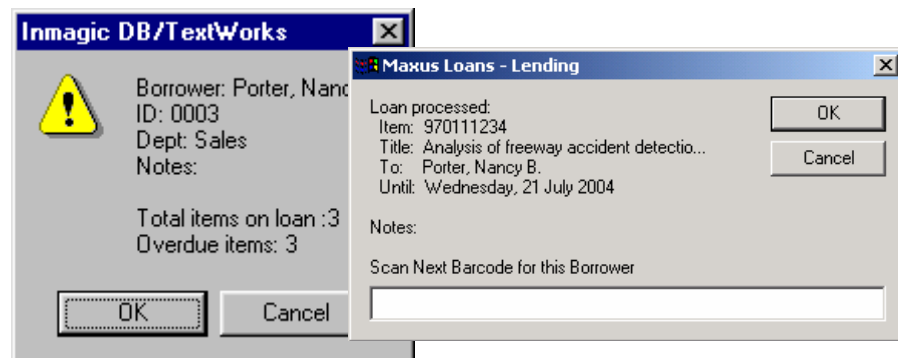 Inmagic DB/TextWorks
Borrower: Porter, Nanc
ID: 0003
Dept: Sales
Notes:
Total items on loan :3
Overdue items: 3
OK
Cancel
Maxus Loans - Lending
Loan processed:
Item: 970111234
Title: Analysis of freeway accident detectio...
To: Porter, Nancy B.
Until: Wednesday, 21 July 2004
Notes:
Scan Next Barcode for this Borrower
OK
Cancel